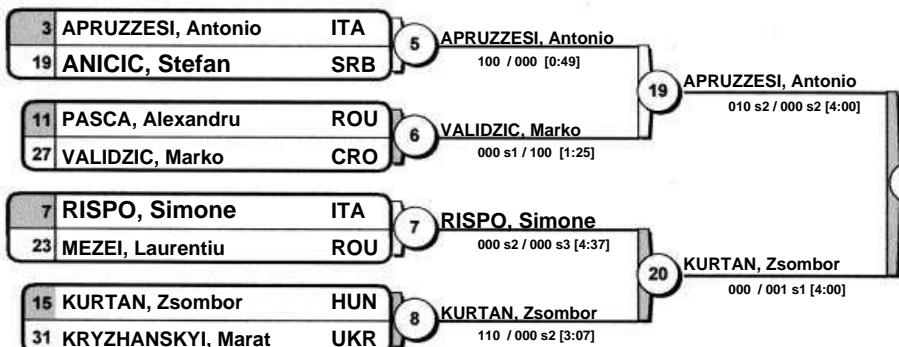 3 APRUZZESI, Antonio ITA
19 ANICIC, Stefan SRB
5
APRUZZESI, Antonio
100 / 000 [0:49]
11 PASCA, Alexandru ROU
27 VALIDZIC, Marko CRO
6
VALIDZIC, Marko
000 s1 / 100 [1:25]
19
APRUZZESI, Antonio
010 s2 / 000 s2 [4:00]
7 RISPO, Simone ITA
23 MEZEI, Laurentiu ROU
7
RISPO, Simone
000 s2 / 000 s3 [4:37]
15 KURTAN, Zsombor HUN
31 KRYZHANSKYI, Marat UKR
8
KURTAN, Zsombor
110 / 000 s2 [3:07]
20
KURTAN, Zsombor
000 / 001 s1 [4:00]